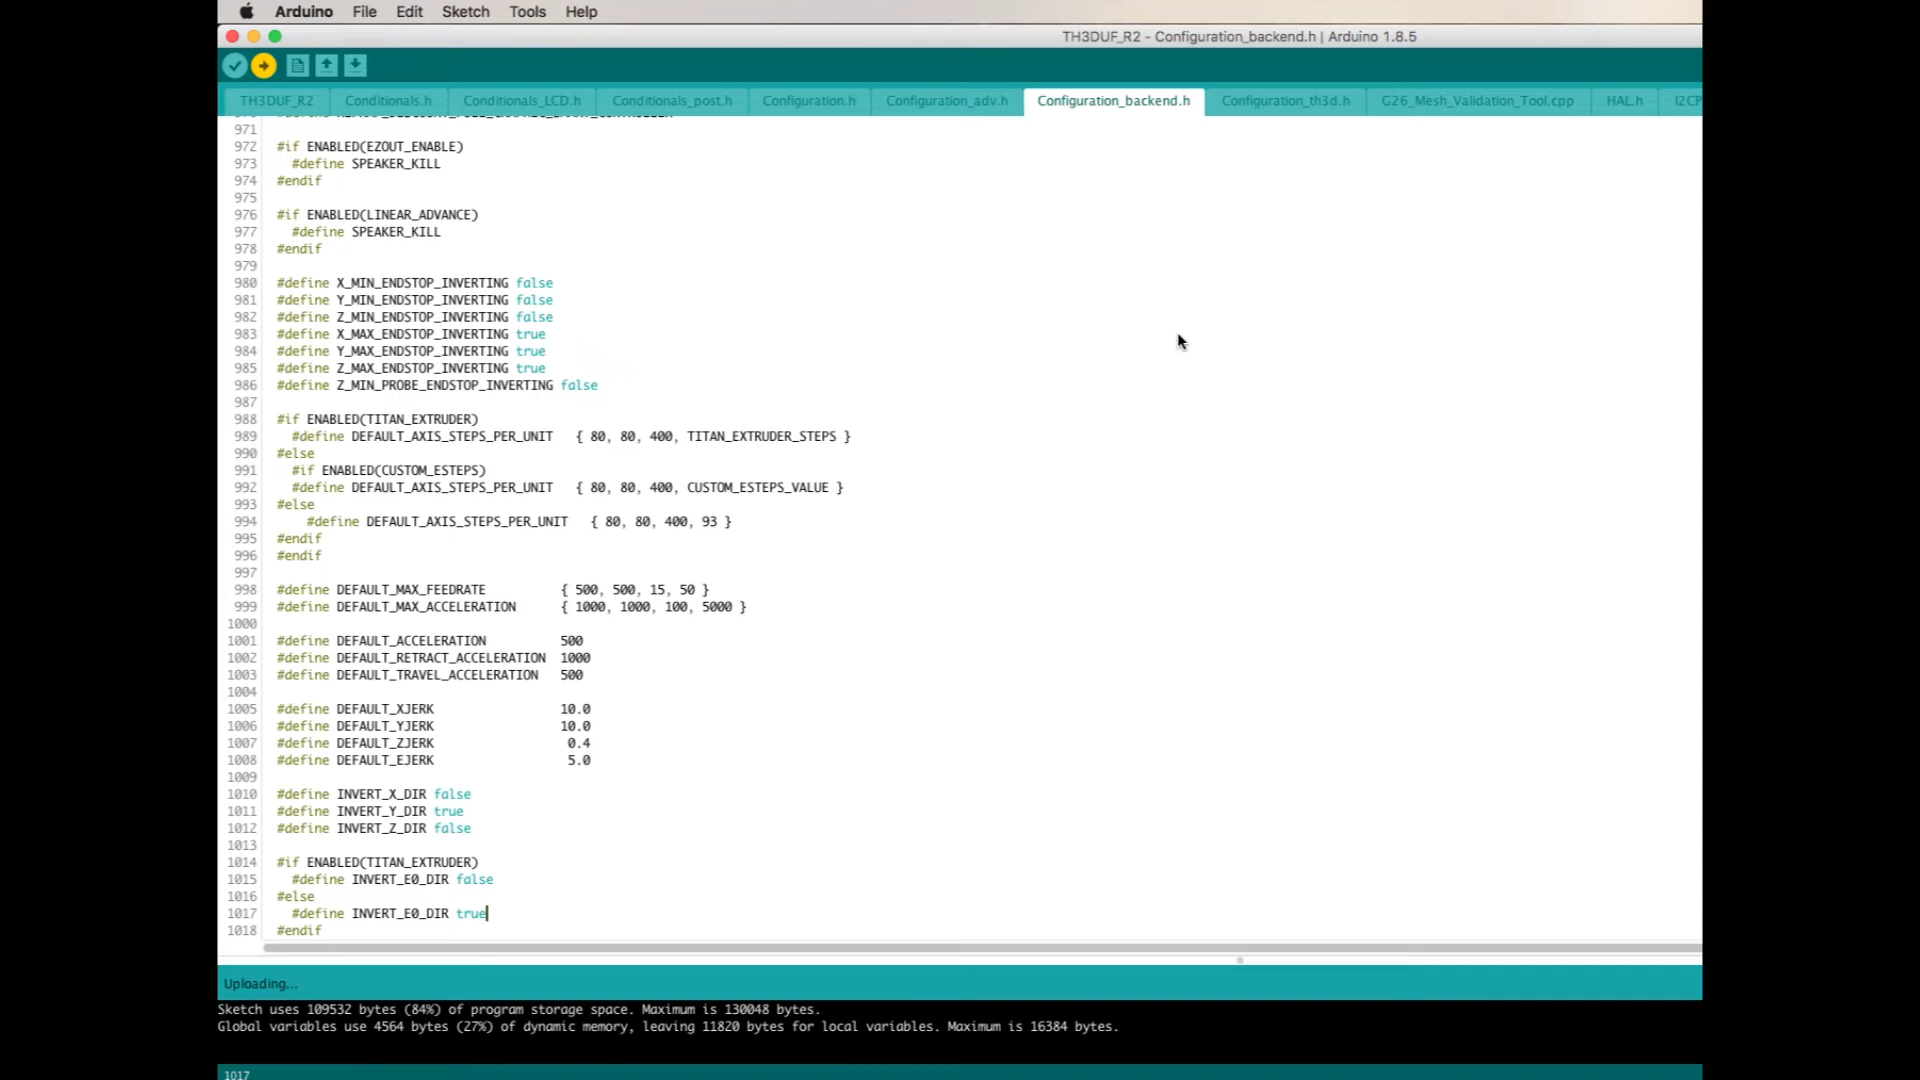 Arduino File Edit Sketch Tools Help
TH3DUF_R2 - Configuration_backend.h | Arduino 1.8.5
TH3DUF_R2 Conditionals.h Conditionals_LCD.h Conditionals_post.h Configuration.h Configuration_adv.h Configuration_backend.h Configuration_th3d.h G26_Mesh_Validation_Tool.cpp HAL.h I2CP
971
972 #if ENABLED(EZOUT_ENABLE)
973 #define SPEAKER_KILL
974 #endif
975
976 #if ENABLED(LINEAR_ADVANCE)
977 #define SPEAKER_KILL
978 #endif
979
980 #define X_MIN_ENDSTOP_INVERTING false
981 #define Y_MIN_ENDSTOP_INVERTING false
982 #define Z_MIN_ENDSTOP_INVERTING false
983 #define X_MAX_ENDSTOP_INVERTING true
984 #define Y_MAX_ENDSTOP_INVERTING true
985 #define Z_MAX_ENDSTOP_INVERTING true
986 #define Z_MIN_PROBE_ENDSTOP_INVERTING false
987
988 #if ENABLED(TITAN_EXTRUDER)
989 #define DEFAULT_AXIS_STEPS_PER_UNIT { 80, 80, 400, TITAN_EXTRUDER_STEPS }
990 #else
991 #if ENABLED(CUSTOM_ESTEPS)
992 #define DEFAULT_AXIS_STEPS_PER_UNIT { 80, 80, 400, CUSTOM_ESTEPS_VALUE }
993 #else
994 #define DEFAULT_AXIS_STEPS_PER_UNIT { 80, 80, 400, 93 }
995 #endif
996 #endif
997
998 #define DEFAULT_MAX_FEEDRATE { 500, 500, 15, 50 }
999 #define DEFAULT_MAX_ACCELERATION { 1000, 1000, 100, 5000 }
1000
1001 #define DEFAULT_ACCELERATION 500
1002 #define DEFAULT_RETRACT_ACCELERATION 1000
1003 #define DEFAULT_TRAVEL_ACCELERATION 500
1004
1005 #define DEFAULT_XJERK 10.0
1006 #define DEFAULT_YJERK 10.0
1007 #define DEFAULT_ZJERK 0.4
1008 #define DEFAULT_EJERK 5.0
1009
1010 #define INVERT_X_DIR false
1011 #define INVERT_Y_DIR true
1012 #define INVERT_Z_DIR false
1013
1014 #if ENABLED(TITAN_EXTRUDER)
1015 #define INVERT_E0_DIR false
1016 #else
1017 #define INVERT_E0_DIR true
1018 #endif
Uploading...
Sketch uses 109532 bytes (84%) of program storage space. Maximum is 130048 bytes.
Global variables use 4564 bytes (27%) of dynamic memory, leaving 11820 bytes for local variables. Maximum is 16384 bytes.
1017